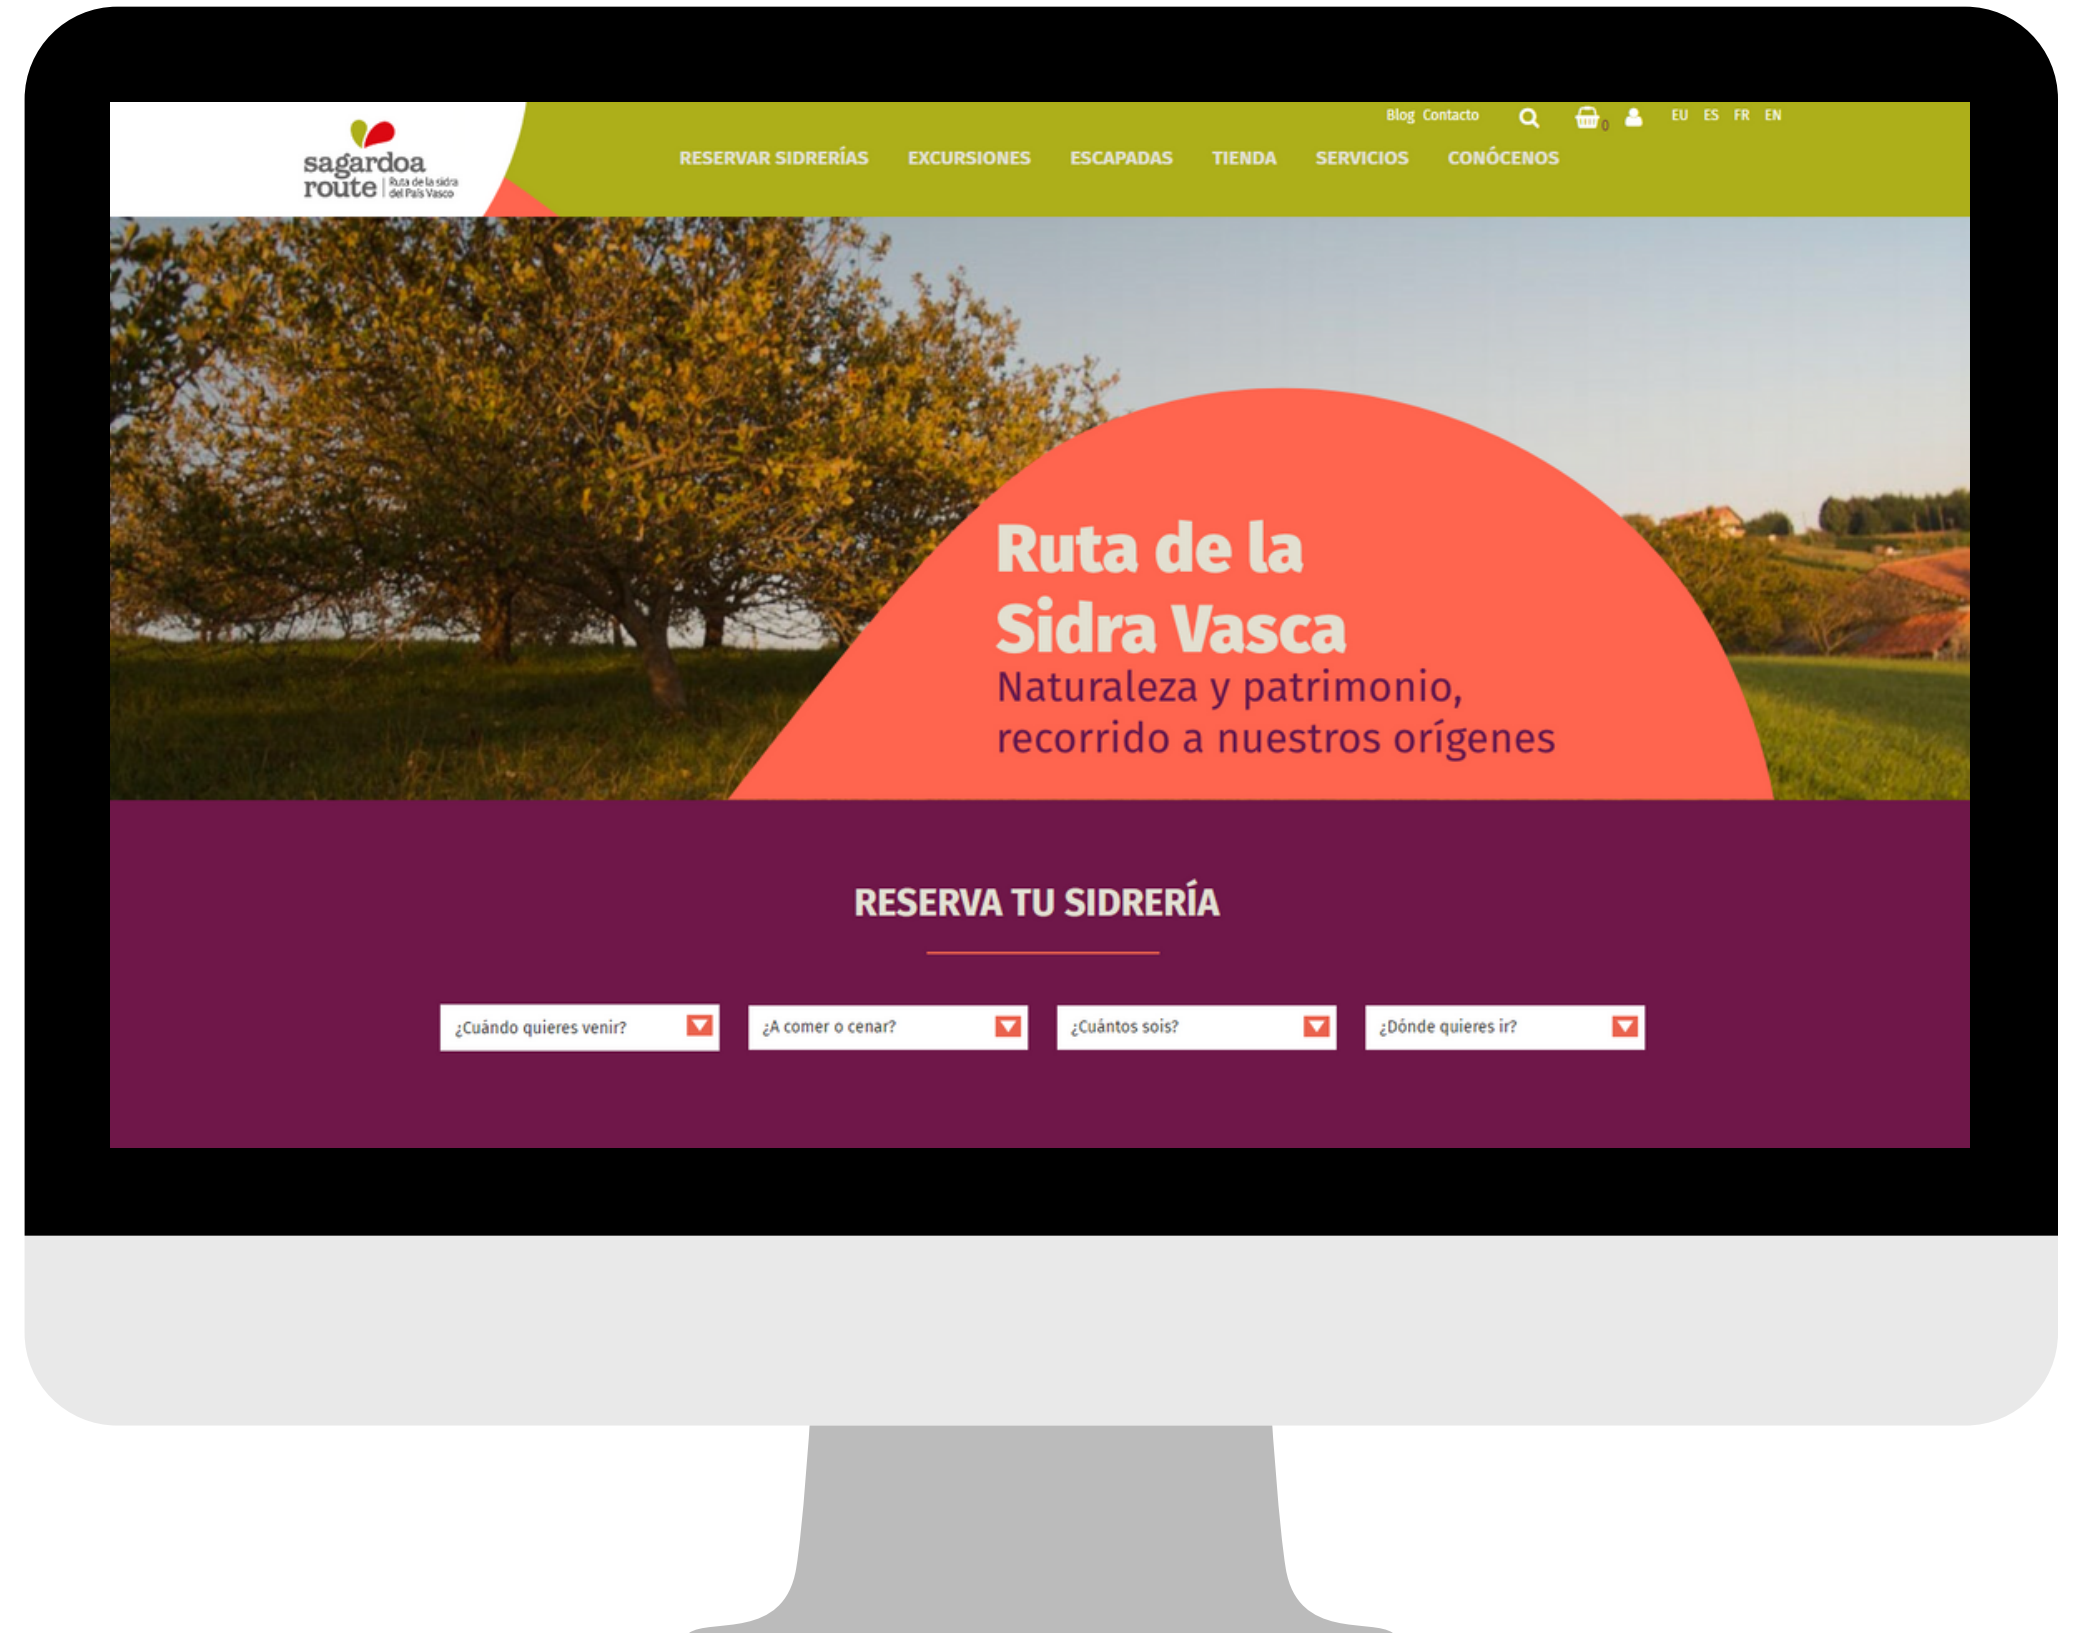 Blog Contacto 0 EU ES FR EN
sagardoa
route Ruta de la sidra
del País Vasco
RESERVAR SIDRERÍAS EXCURSIONES ESCAPADAS TIENDA SERVICIOS CONÓCENOS
Ruta de la
Sidra Vasca
Naturaleza y patrimonio,
recorrido a nuestros orígenes
RESERVA TU SIDRERÍA
¿Cuándo quieres venir? ¿A comer o cenar? ¿Cuántos sois? ¿Dónde quieres ir?